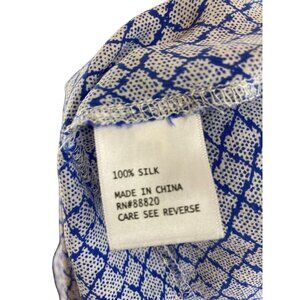 100% SILK
MADE IN CHINA
RN#88820
CARE SEE REVERSE